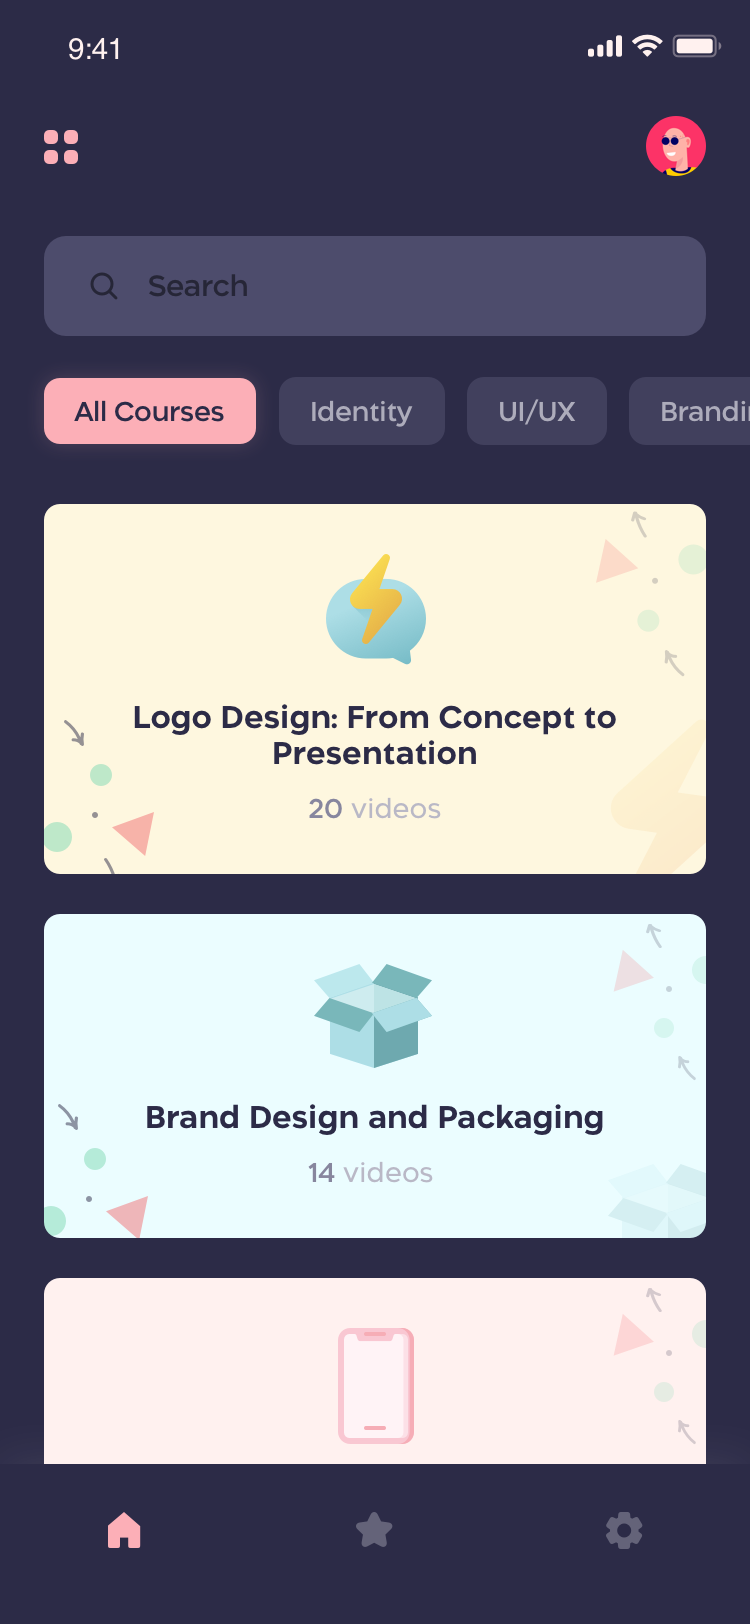 9:41
Search
All Courses
Identity
UI/UX
Logo Design: From Concept to
Presentation
20 videos
Brand Design and Packaging
14 videos